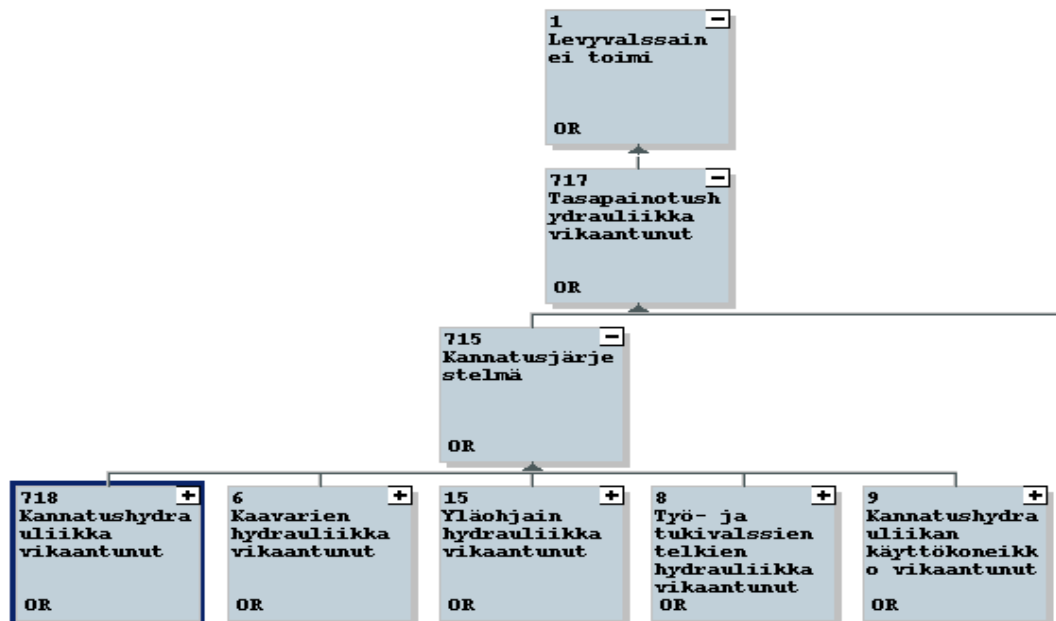 1
Levyvalssain
ei toimi
OR
717
Tasapainotush
ydrauliikka
vikaantunut
OR
715
Kannatusjärje
stelmä
OR
718
Kannatushydra
uliikka
vikaantunut
OR
6
Kaavarien
hydrauliikka
vikaantunut
OR
15
Yläohjain
hydrauliikka
vikaantunut
OR
8
Työ- ja
tukivalssien
telkien
hydrauliikka
vikaantunut
OR
9
Kannatushydra
uliikan
käyttökoneikk
o vikaantunut
OR